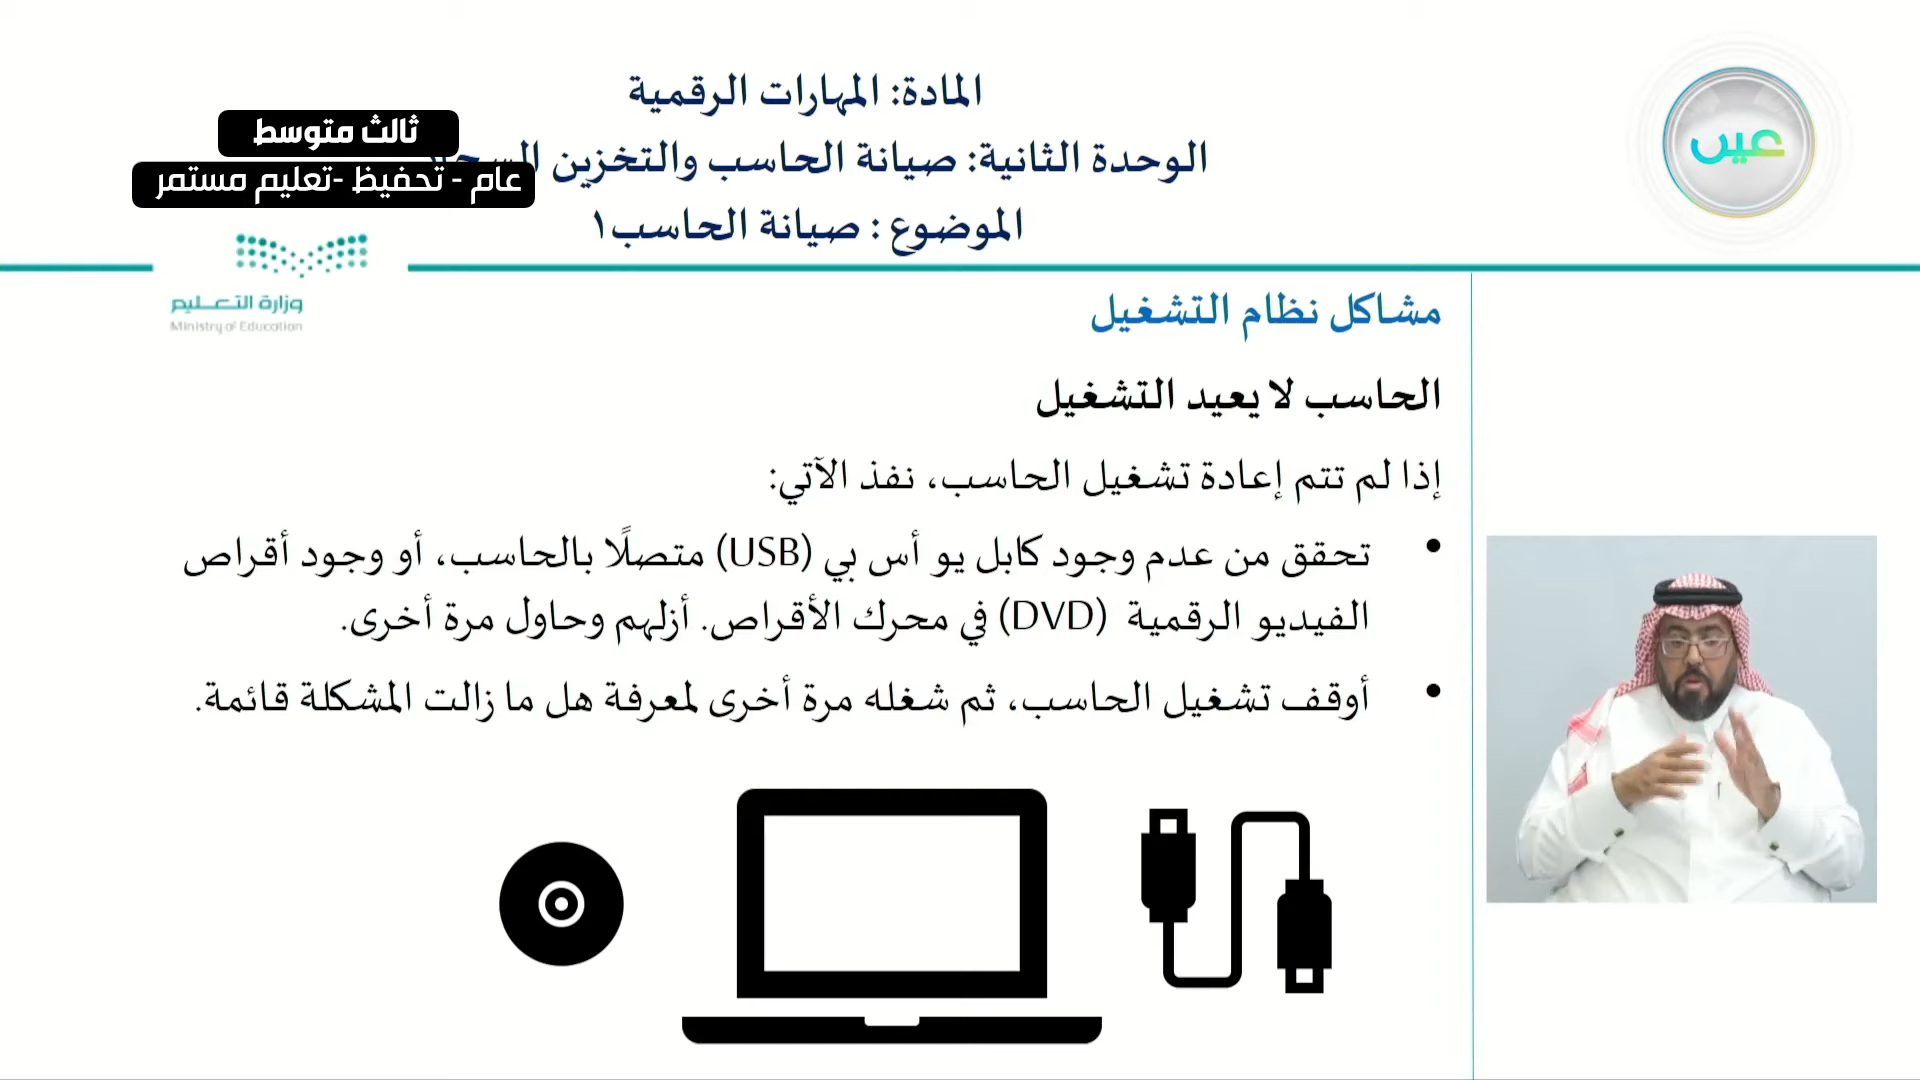 المادة: المهارات الرقمية
الوحدة الثانية: صيانة الحاسب والتخزين
الموضوع : صيانة الحاسب١
عين
ثالث متوسط
عام - تحفيظ -تعليم مستمر
وزارة التعليم
Ministry of Education
مشاكل نظام التشغيل
الحاسب لا يعيد التشغيل
إذا لم تتم إعادة تشغيل الحاسب، نفذ الآتي:
• تحقق من عدم وجود كابل يو أس بي (USB) متصلًا بالحاسب، أو وجود أقراص
الفيديو الرقمية (DVD) في محرك الأقراص. أزلهم وحاول مرة أخرى.
• أوقف تشغيل الحاسب، ثم شغله مرة أخرى لمعرفة هل ما زالت المشكلة قائمة.